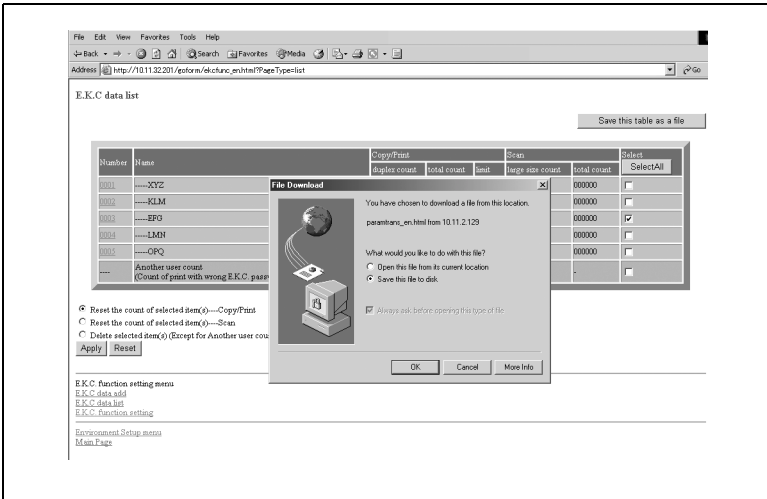 File Edit View Favorites Tools Help
Back Search Favorites Media
Address http://10.11.32.201/goform/ekcfunc_en.html?PageType=list Go
E.K.C data list
Save this table as a file
Number Name Copy/Print Scan Select
duplex count total count limit large size count total count SelectAll
0001 -----XYZ 000000
0002 -----KLM 000000
0003 -----EFG 000000
0004 -----LMN 000000
0005 -----OPQ 000000
---- Another user count -
(Count of print with wrong E.K.C. passw
File Download
You have chosen to download a file from this location.
paramtrans_en.html from 10.11.2.129
What would you like to do with this file?
Open this file from its current location
Save this file to disk
Always ask before opening this type of file
OK Cancel More Info
Reset the count of selected item(s)----Copy/Print
Reset the count of selected item(s)----Scan
Delete selected item(s) (Except for Another user cou
Apply Reset
E.K.C. function setting menu
E.K.C data add
E.K.C data list
E.K.C. function setting
Environment Setup menu
Main Page